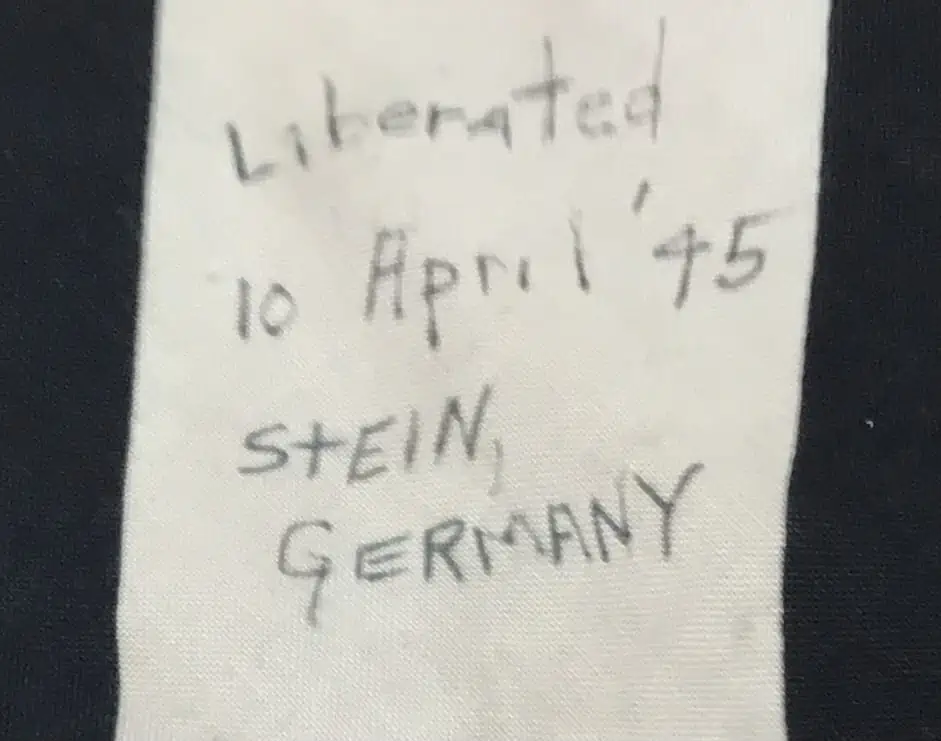 Liberated
10 April '45
StEIN,
GERMANY